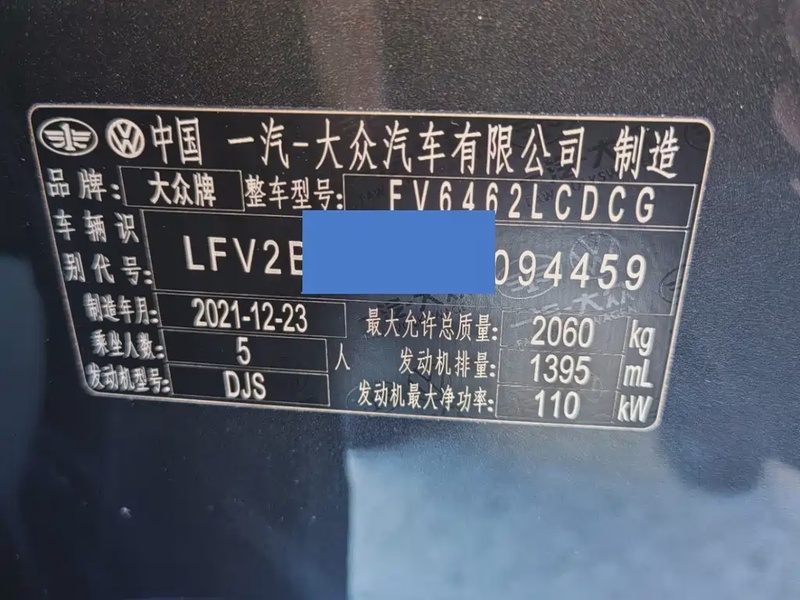 中国 一汽-大众汽车有限公司 制造
品牌: 大众牌 整车型号: FV6462LCDCG
车辆识别代号: LFV2B 094459
制造年月: 2021-12-23 最大允许总质量: 2060 kg
乘坐人数: 5 人 发动机排量: 1395 mL
发动机型号: DJS 发动机最大净功率: 110 kW